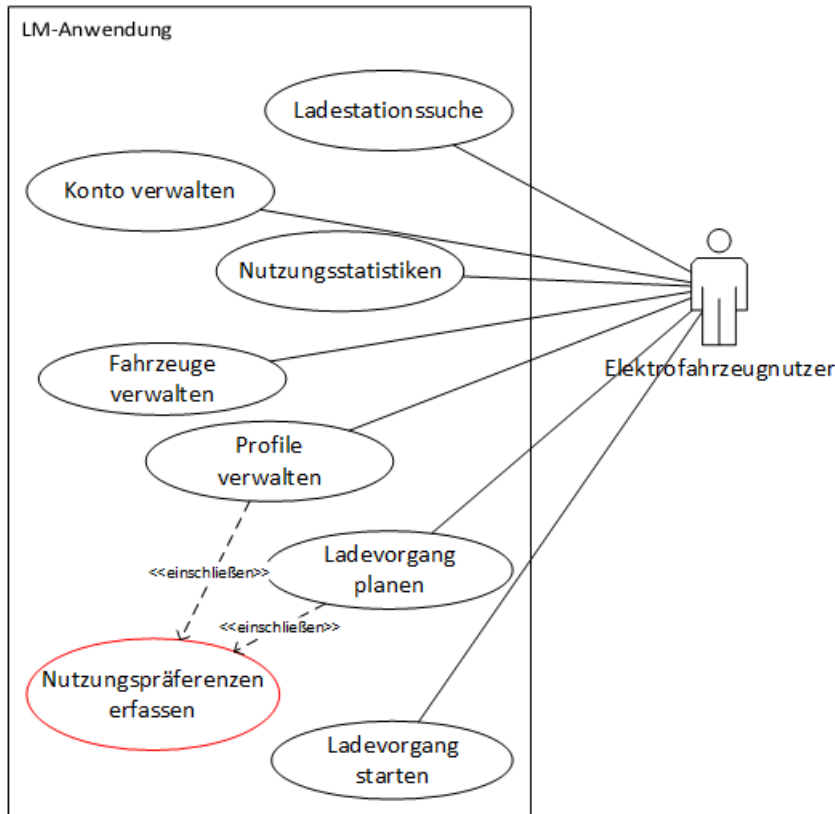 LM-Anwendung
Ladestationssuche
Konto verwalten
Nutzungsstatistiken
Elektrofahrzeugnutzer
Fahrzeuge
verwalten
Profile
verwalten
Ladevorgang
planen
<<einschließen>>
<<einschließen>>
Nutzungspräferenzen
erfassen
Ladevorgang
starten